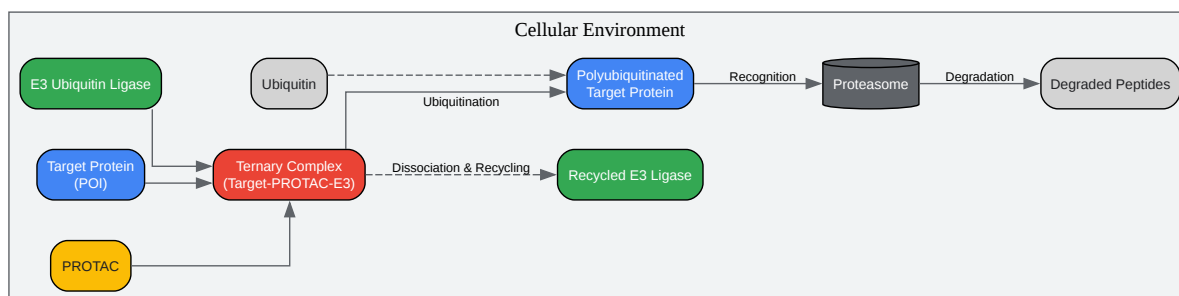 Cellular Environment
E3 Ubiquitin Ligase
Ubiquitin
Polyubiquitinated
Target Protein
Recognition
Proteasome
Degradation
Degraded Peptides
Ubiquitination
Target Protein
(POI)
Ternary Complex
(Target-PROTAC-E3)
Dissociation & Recycling
Recycled E3 Ligase
PROTAC